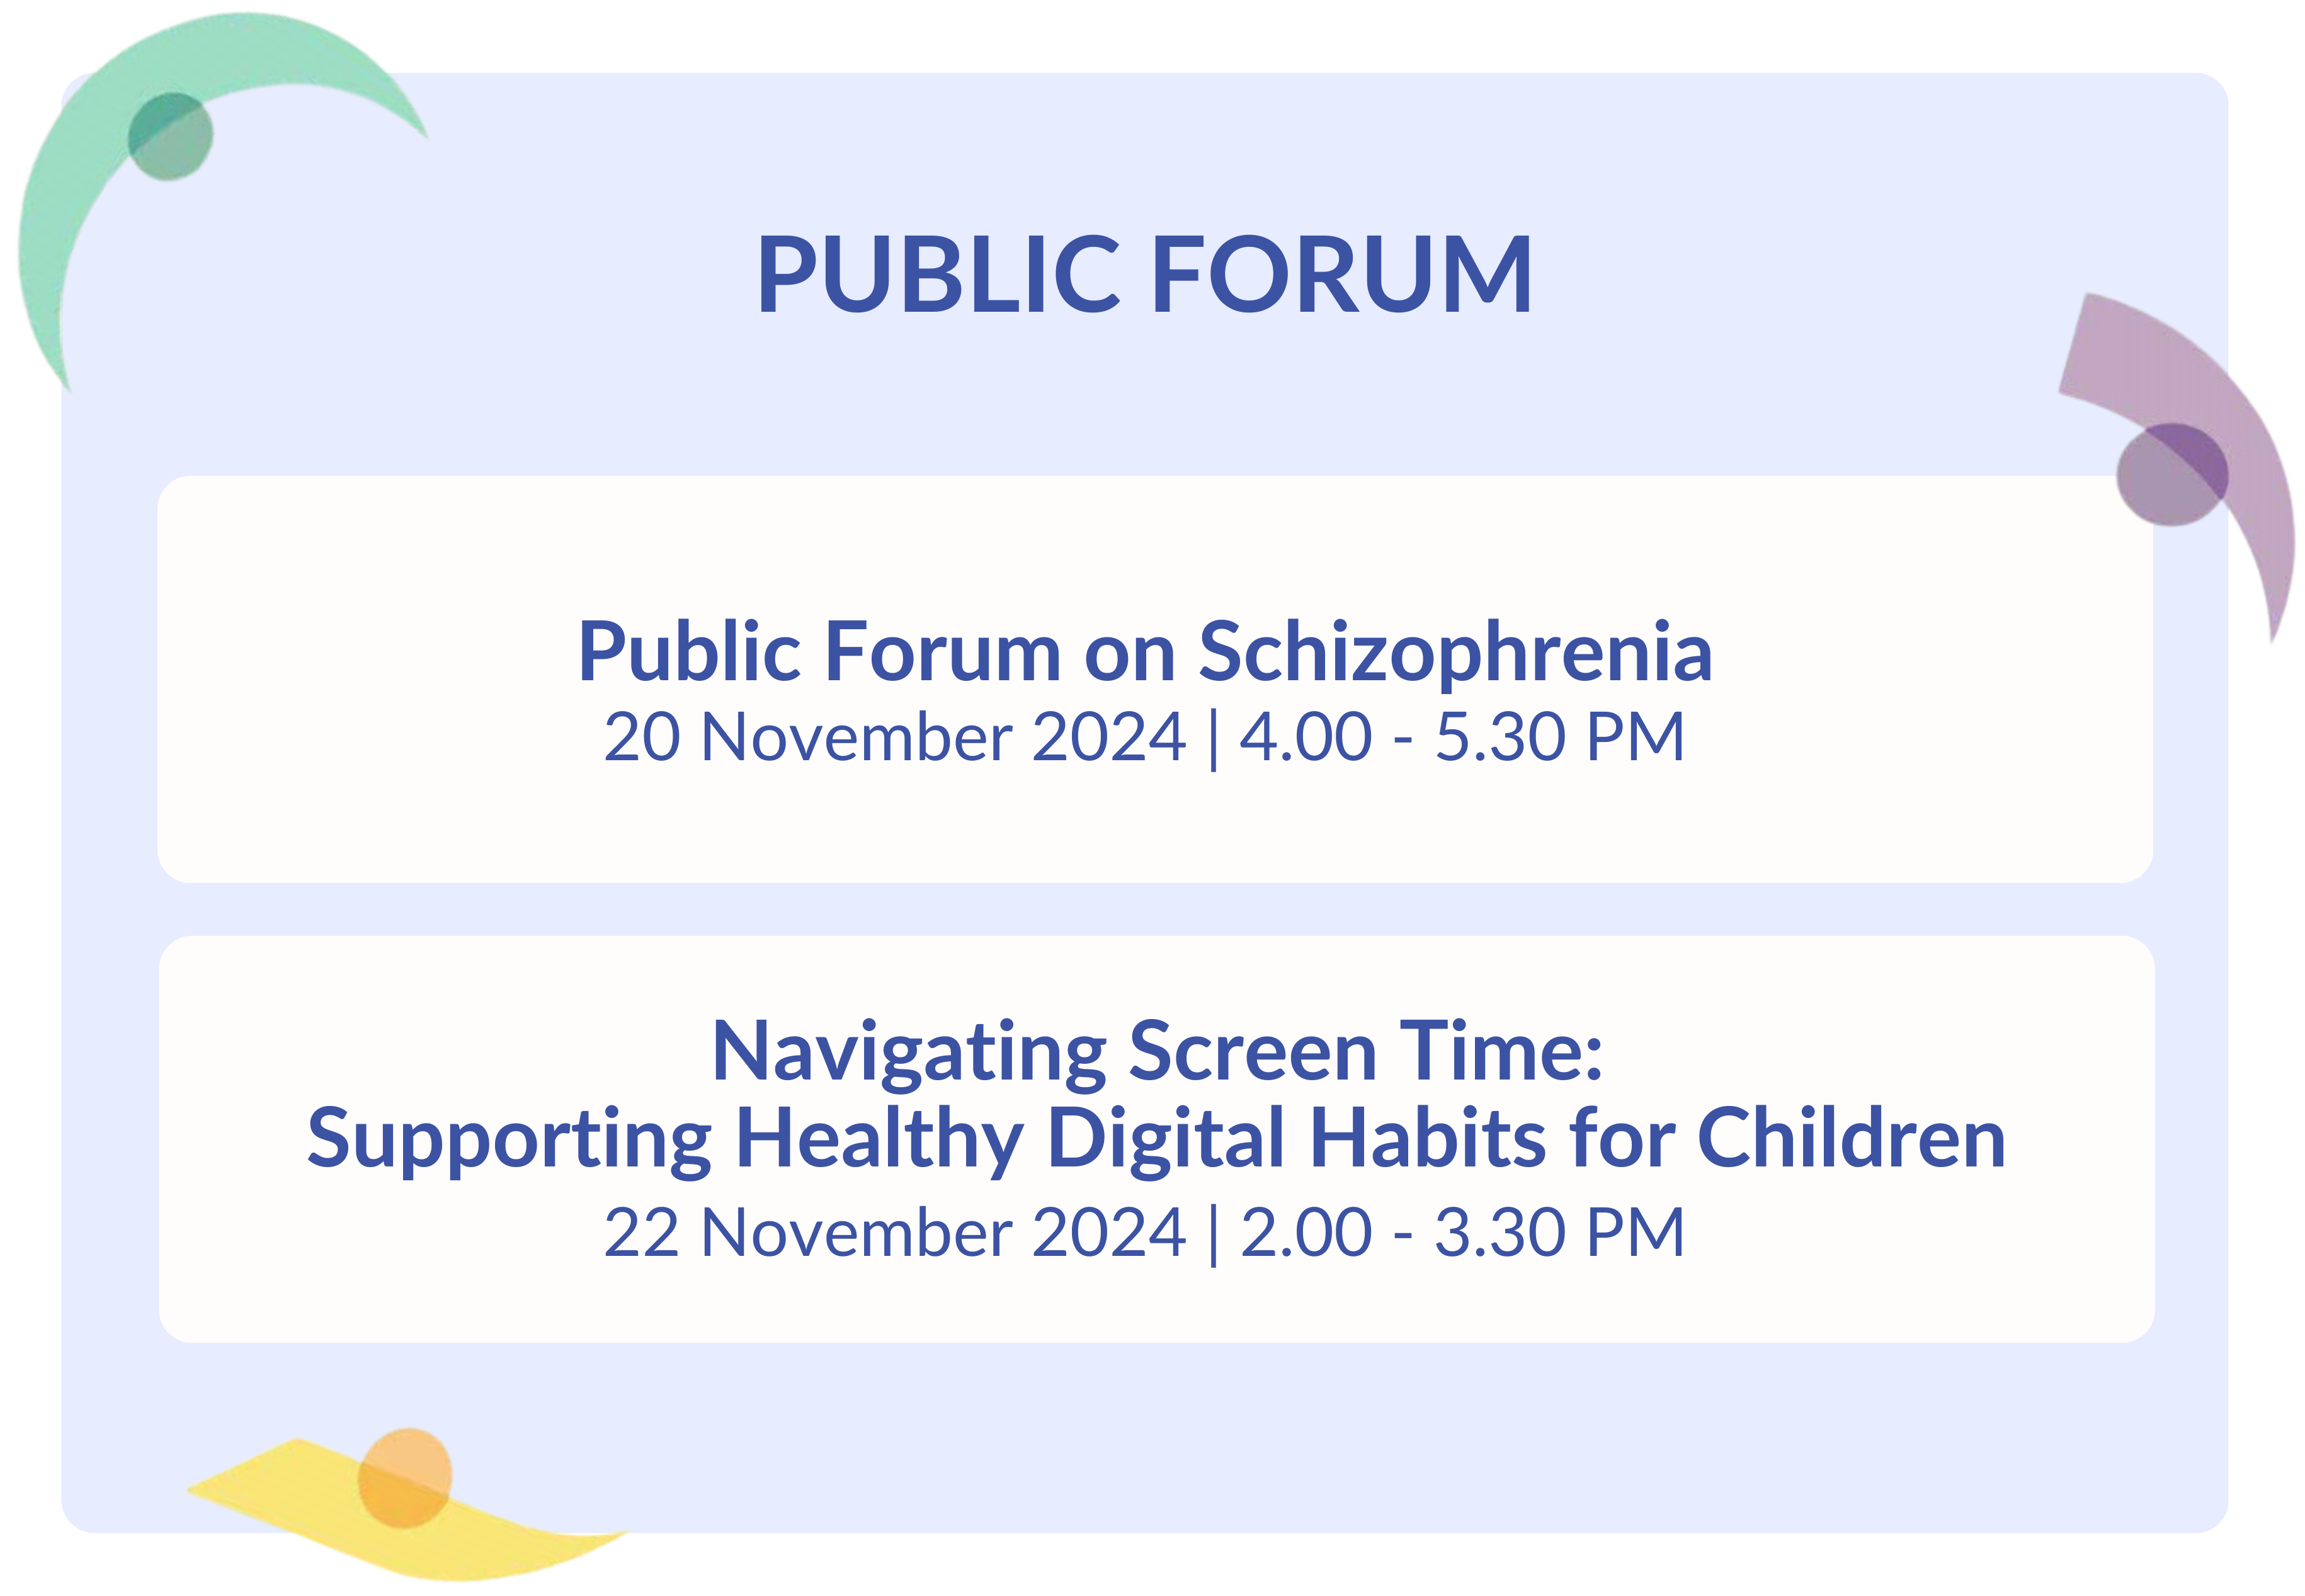 PUBLIC FORUM
Public Forum on Schizophrenia
20 November 2024 | 4.00 - 5.30 PM
Navigating Screen Time:
Supporting Healthy Digital Habits for Children
22 November 2024 | 2.00 - 3.30 PM